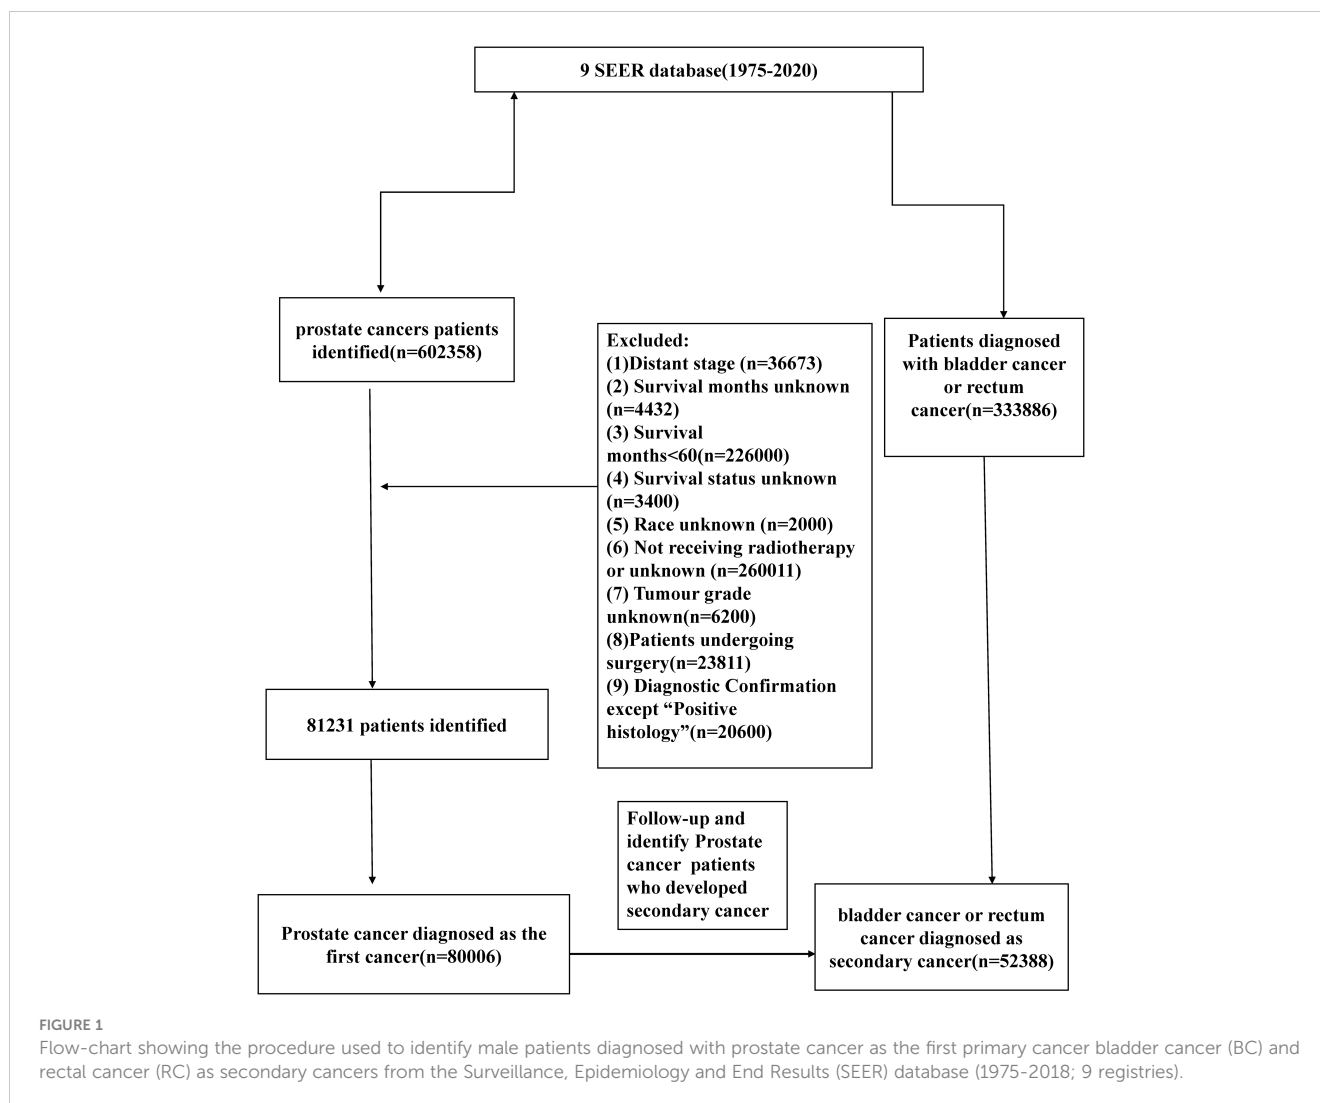 9 SEER database(1975-2020)
prostate cancers patients
identified(n=602358)
Excluded:
(1)Distant stage (n=36673)
(2) Survival months unknown
(n=4432)
(3) Survival
months<60(n=226000)
(4) Survival status unknown
(n=3400)
(5) Race unknown (n=2000)
(6) Not receiving radiotherapy
or unknown (n=260011)
(7) Tumour grade
unknown(n=6200)
(8)Patients undergoing
surgery(n=23811)
(9) Diagnostic Confirmation
except “Positive
histology”(n=20600)
Patients diagnosed
with bladder cancer
or rectum
cancer(n=333886)
81231 patients identified
Follow-up and
identify Prostate
cancer patients
who developed
secondary cancer
Prostate cancer diagnosed as the
first cancer(n=80006)
bladder cancer or rectum
cancer diagnosed as
secondary cancer(n=52388)
FIGURE 1
Flow-chart showing the procedure used to identify male patients diagnosed with prostate cancer as the first primary cancer bladder cancer (BC) and
rectal cancer (RC) as secondary cancers from the Surveillance, Epidemiology and End Results (SEER) database (1975-2018; 9 registries).